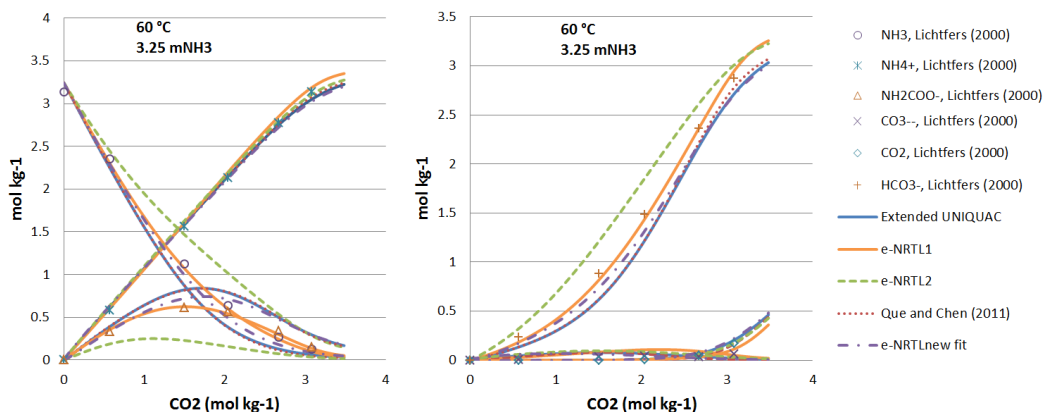 60 °C
3.25 mNH3
mol kg-1
4
3.5
3
2.5
2
1.5
1
0.5
0
0
1
2
3
4
CO2 (mol kg-1)
60 °C
3.25 mNH3
mol kg-1
3.5
3
2.5
2
1.5
1
0.5
0
0
1
2
3
4
CO2 (mol kg-1)
NH3, Lichtfers (2000)
NH4+, Lichtfers (2000)
NH2COO-, Lichtfers (2000)
CO3--, Lichtfers (2000)
CO2, Lichtfers (2000)
HCO3-, Lichtfers (2000)
Extended UNIQUAC
e-NRTL1
e-NRTL2
Que and Chen (2011)
e-NRTLnew fit